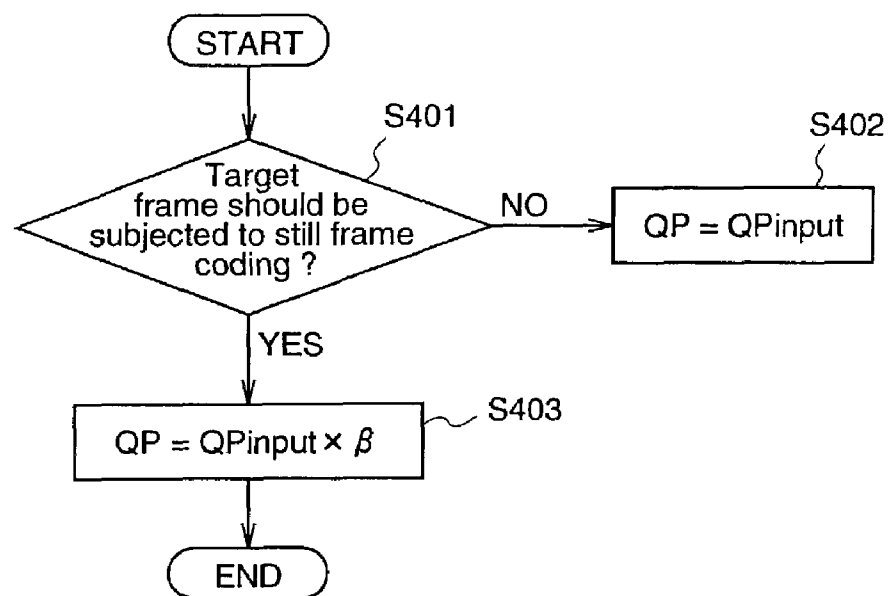 START
S401
Target
frame should be
subjected to still frame
coding ?
NO
S402
QP = QPinput
YES
S403
QP = QPinput × β
END